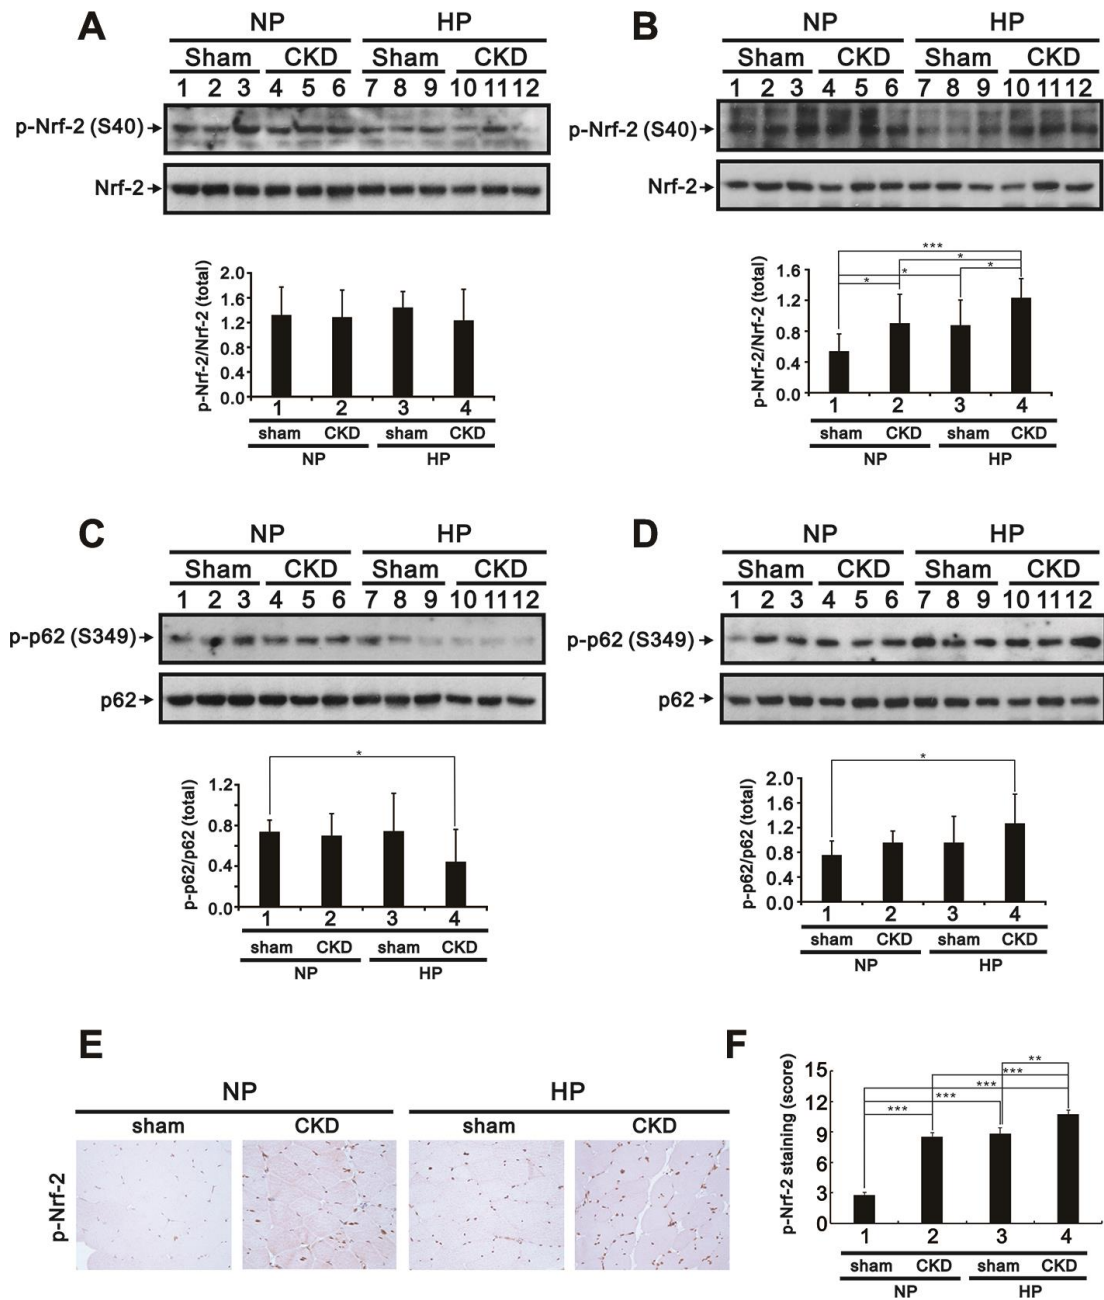 A
NP HP
Sham CKD Sham CKD
1 2 3 4 5 6 7 8 9 10 11 12
p-Nrf-2 (S40)
Nrf-2
p-Nrf-2/Nrf-2 (total)
2.0
1.6
1.2
0.8
0.4
0.0
1 2 3 4
sham CKD sham CKD
NP HP
B
NP HP
Sham CKD Sham CKD
1 2 3 4 5 6 7 8 9 10 11 12
p-Nrf-2 (S40)
Nrf-2
p-Nrf-2/Nrf-2 (total)
***
*
* *
*
1.6
1.2
0.8
0.4
0.0
1 2 3 4
sham CKD sham CKD
NP HP
C
NP HP
Sham CKD Sham CKD
1 2 3 4 5 6 7 8 9 10 11 12
p-p62 (S349)
p62
p-p62/p62 (total)
*
1.2
0.8
0.4
0.0
1 2 3 4
sham CKD sham CKD
NP HP
D
NP HP
Sham CKD Sham CKD
1 2 3 4 5 6 7 8 9 10 11 12
p-p62 (S349)
p62
p-p62/p62 (total)
*
2.0
1.6
1.2
0.8
0.4
0.0
1 2 3 4
sham CKD sham CKD
NP HP
E
NP HP
sham CKD sham CKD
p-Nrf-2
F
p-Nrf-2 staining (score)
**
***
***
***
***
15
12
9
6
3
0
1 2 3 4
sham CKD sham CKD
NP HP